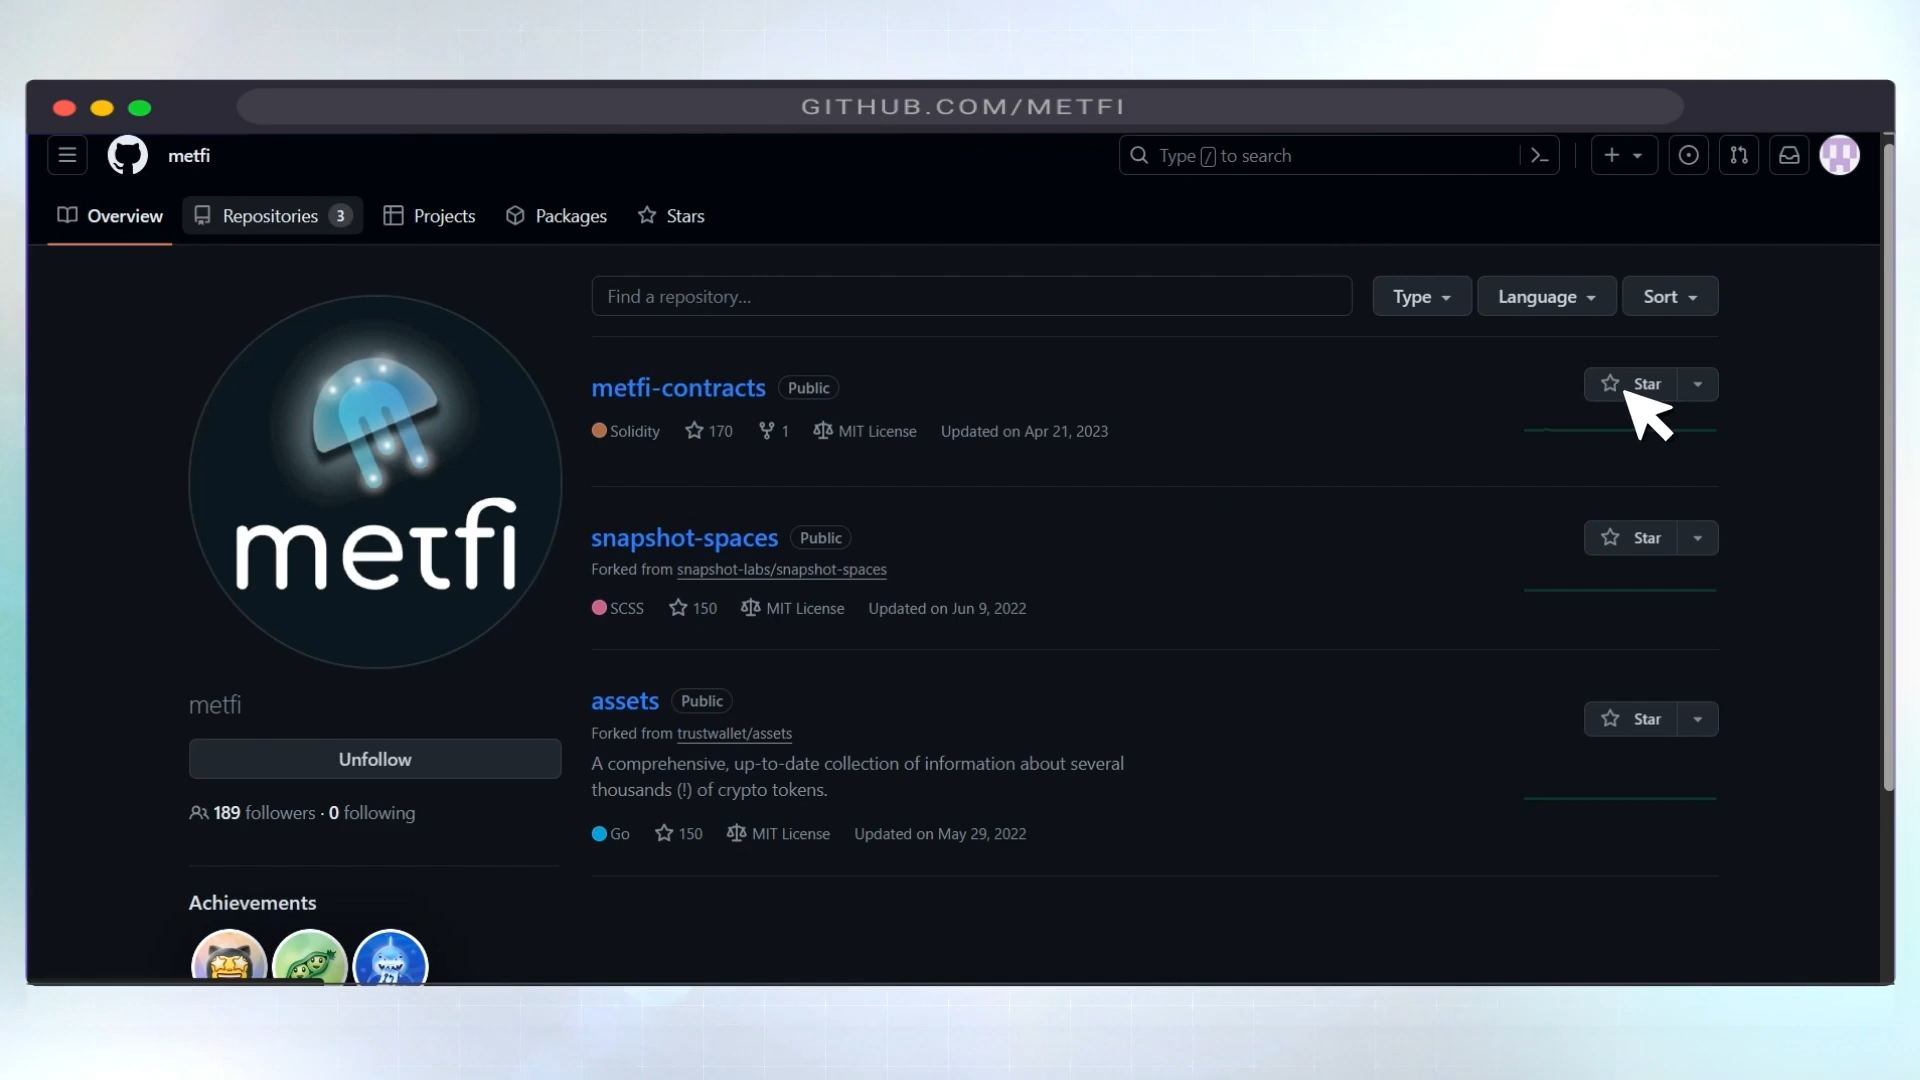 GITHUB.COM/METFI
metfi
Type / to search
Overview
Repositories 3
Projects
Packages
Stars
Find a repository...
Type
Language
Sort
metfi
metfi
Unfollow
189 followers · 0 following
Achievements
metfi-contracts Public
Star
Solidity 170 1 MIT License Updated on Apr 21, 2023
snapshot-spaces Public
Star
Forked from snapshot-labs/snapshot-spaces
SCSS 150 MIT License Updated on Jun 9, 2022
assets Public
Star
Forked from trustwallet/assets
A comprehensive, up-to-date collection of information about several
thousands (!) of crypto tokens.
Go 150 MIT License Updated on May 29, 2022